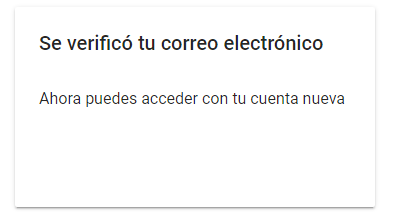 Se verificó tu correo electrónico
Ahora puedes acceder con tu cuenta nueva